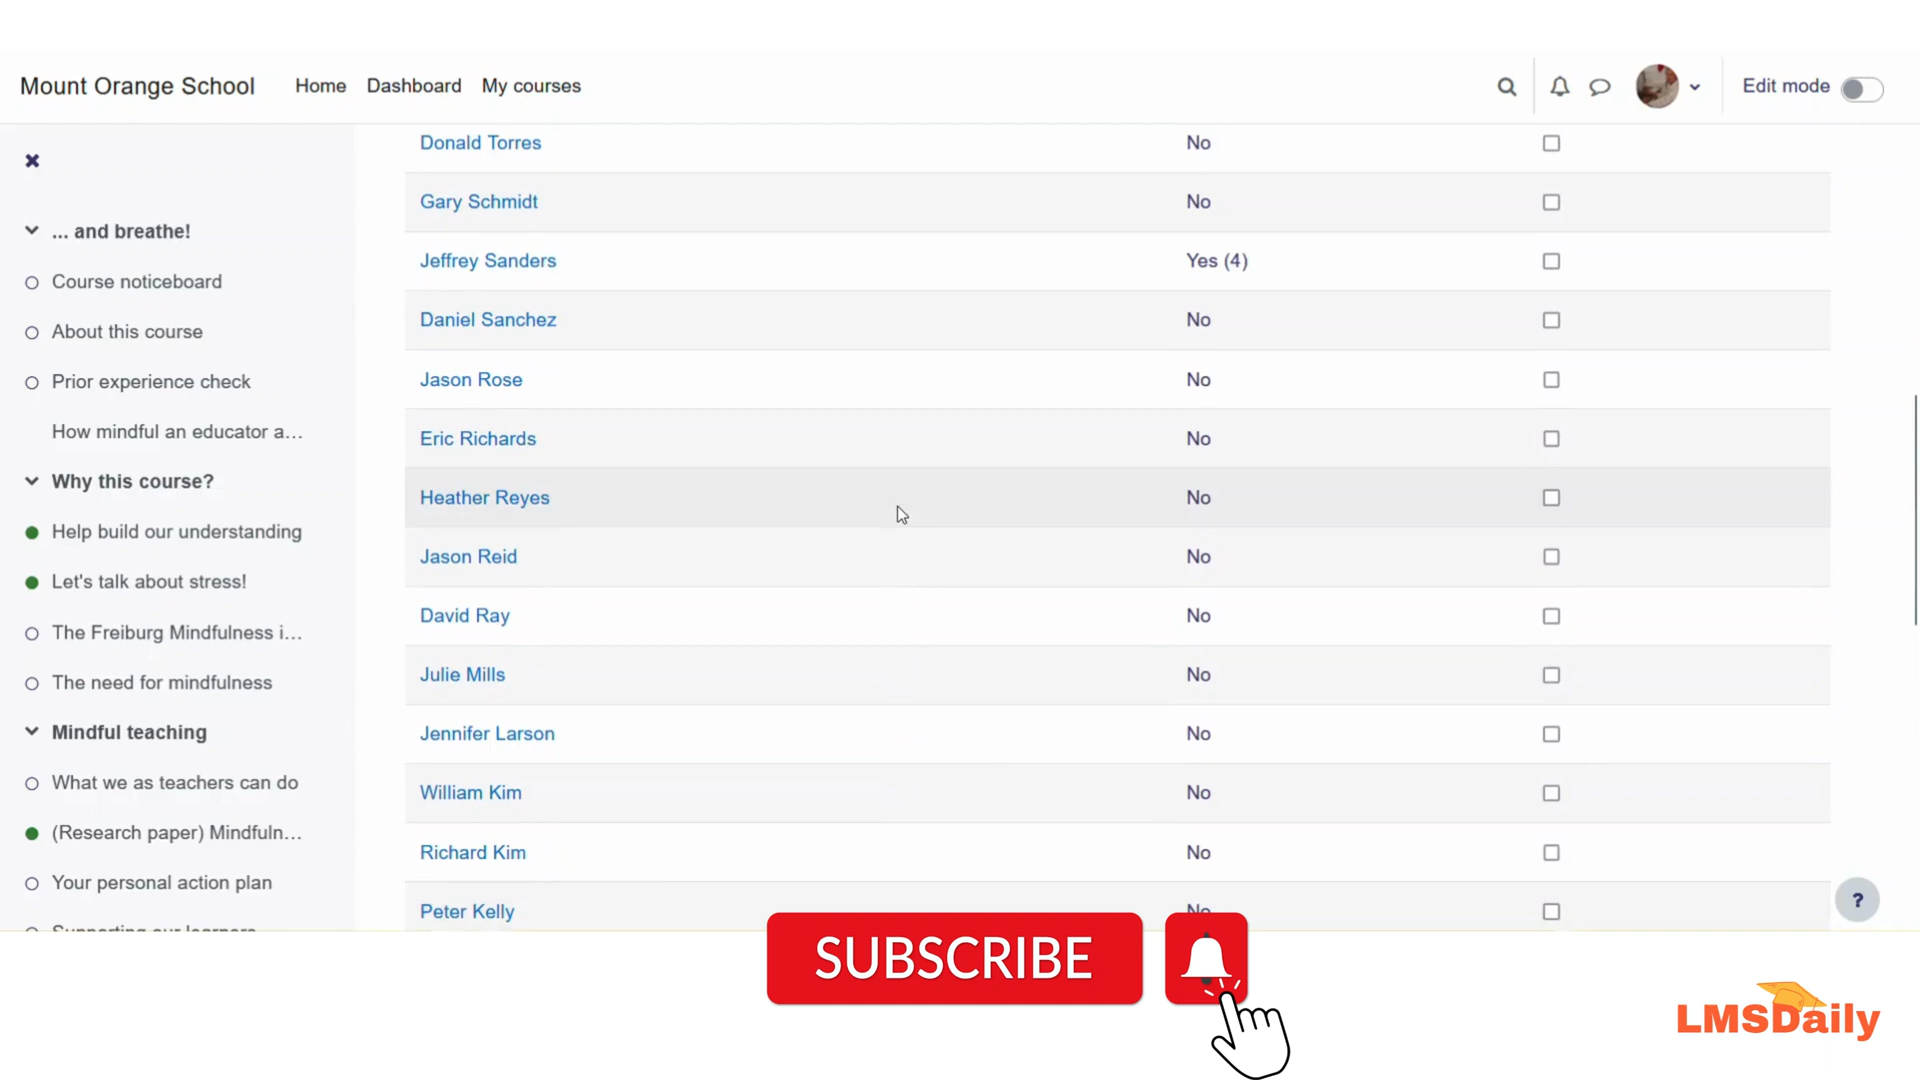 Mount Orange School Home Dashboard My courses Edit mode
Donald Torres No
Gary Schmidt No
... and breathe!
Jeffrey Sanders Yes (4)
Course noticeboard
Daniel Sanchez No
About this course
Jason Rose No
Prior experience check
Eric Richards No
How mindful an educator a...
Why this course?
Heather Reyes No
Help build our understanding
Jason Reid No
Let's talk about stress!
David Ray No
The Freiburg Mindfulness i...
Julie Mills No
The need for mindfulness
Jennifer Larson No
Mindful teaching
What we as teachers can do
William Kim No
(Research paper) Mindfuln...
Richard Kim No
Your personal action plan
Peter Kelly No
?
Supporting our learners
SUBSCRIBE
LMSDaily